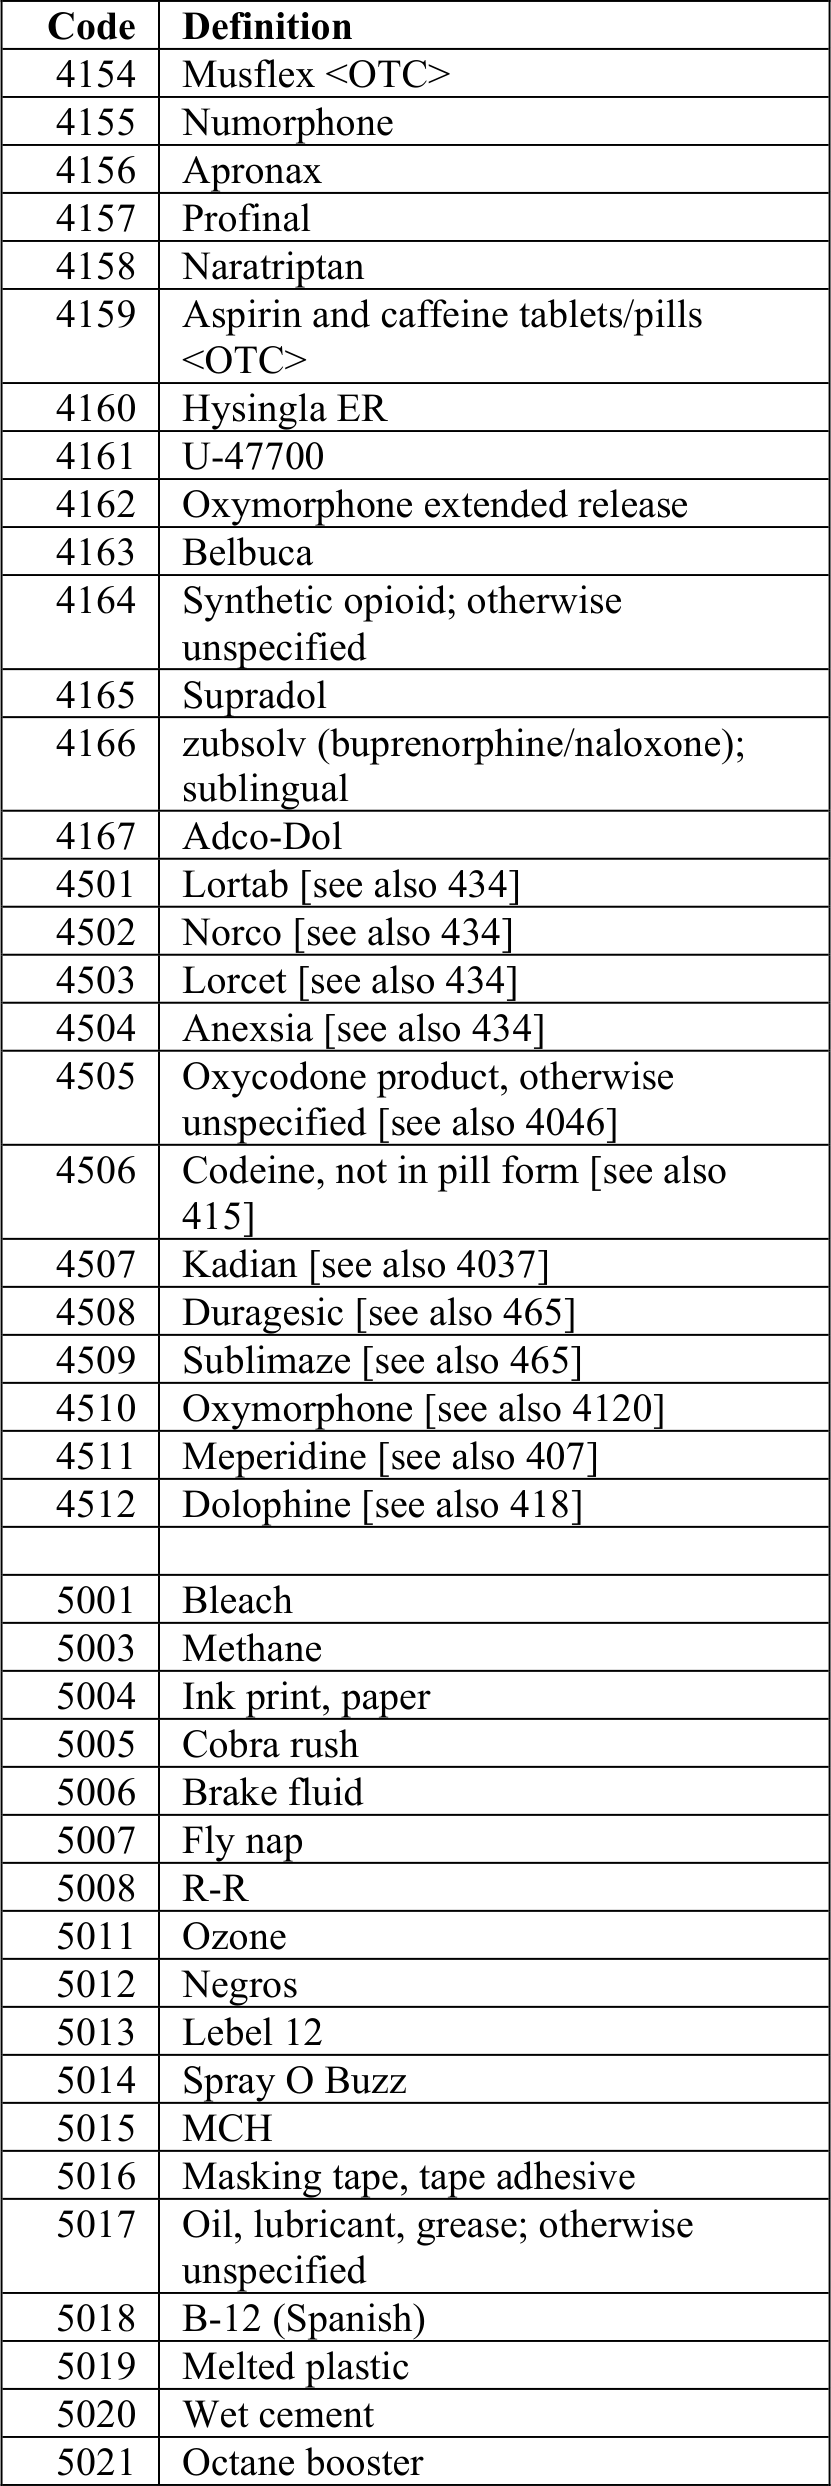 Code Definition
4154 Musflex <OTC>
4155 Numorphone
4156 Apronax
4157 Profinal
4158 Naratriptan
4159 Aspirin and caffeine tablets/pills
<OTC>
4160 Hysingla ER
4161 U-47700
4162 Oxymorphone extended release
4163 Belbuca
4164 Synthetic opioid; otherwise
unspecified
4165 Supradol
4166 zubsolv (buprenorphine/naloxone);
sublingual
4167 Adco-Dol
4501 Lortab [see also 434]
4502 Norco [see also 434]
4503 Lorcet [see also 434]
4504 Anexsia [see also 434]
4505 Oxycodone product, otherwise
unspecified [see also 4046]
4506 Codeine, not in pill form [see also
415]
4507 Kadian [see also 4037]
4508 Duragesic [see also 465]
4509 Sublimaze [see also 465]
4510 Oxymorphone [see also 4120]
4511 Meperidine [see also 407]
4512 Dolophine [see also 418]
5001 Bleach
5003 Methane
5004 Ink print, paper
5005 Cobra rush
5006 Brake fluid
5007 Fly nap
5008 R-R
5011 Ozone
5012 Negros
5013 Lebel 12
5014 Spray O Buzz
5015 MCH
5016 Masking tape, tape adhesive
5017 Oil, lubricant, grease; otherwise
unspecified
5018 B-12 (Spanish)
5019 Melted plastic
5020 Wet cement
5021 Octane booster